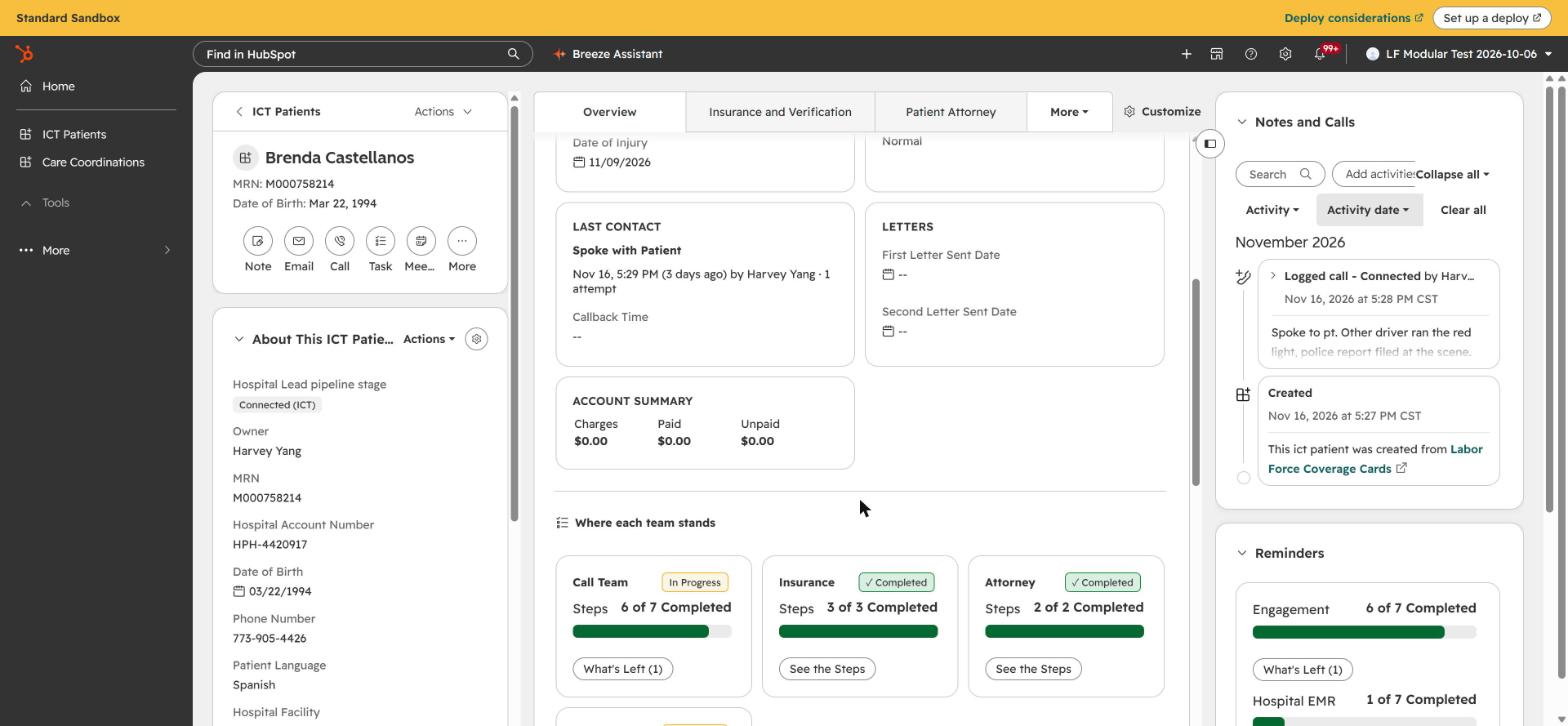 Standard Sandbox
Deploy considerations
Set up a deploy
Find in HubSpot
Breeze Assistant
99+
LF Modular Test 2026-10-06
Home
ICT Patients
Care Coordinations
Tools
More
ICT Patients
Actions
Brenda Castellanos
MRN: M000758214
Date of Birth: Mar 22, 1994
Note
Email
Call
Task
Mee...
More
About This ICT Patie...
Actions
Hospital Lead pipeline stage
Connected (ICT)
Owner
Harvey Yang
MRN
M000758214
Hospital Account Number
HPH-4420917
Date of Birth
03/22/1994
Phone Number
773-905-4426
Patient Language
Spanish
Hospital Facility
Overview
Insurance and Verification
Patient Attorney
More
Customize
Date of Injury
11/09/2026
Normal
LAST CONTACT
Spoke with Patient
Nov 16, 5:29 PM (3 days ago) by Harvey Yang · 1
attempt
Callback Time
--
LETTERS
First Letter Sent Date
--
Second Letter Sent Date
--
ACCOUNT SUMMARY
Charges Paid Unpaid
$0.00 $0.00 $0.00
Where each team stands
Call Team In Progress
Steps 6 of 7 Completed
What's Left (1)
Insurance ✓ Completed
Steps 3 of 3 Completed
See the Steps
Attorney ✓ Completed
Steps 2 of 2 Completed
See the Steps
Notes and Calls
Search
Add activities
Collapse all
Activity
Activity date
Clear all
November 2026
Logged call - Connected by Harv...
Nov 16, 2026 at 5:28 PM CST
Spoke to pt. Other driver ran the red
light, police report filed at the scene.
Created
Nov 16, 2026 at 5:27 PM CST
This ict patient was created from Labor
Force Coverage Cards
Reminders
Engagement 6 of 7 Completed
What's Left (1)
Hospital EMR 1 of 7 Completed